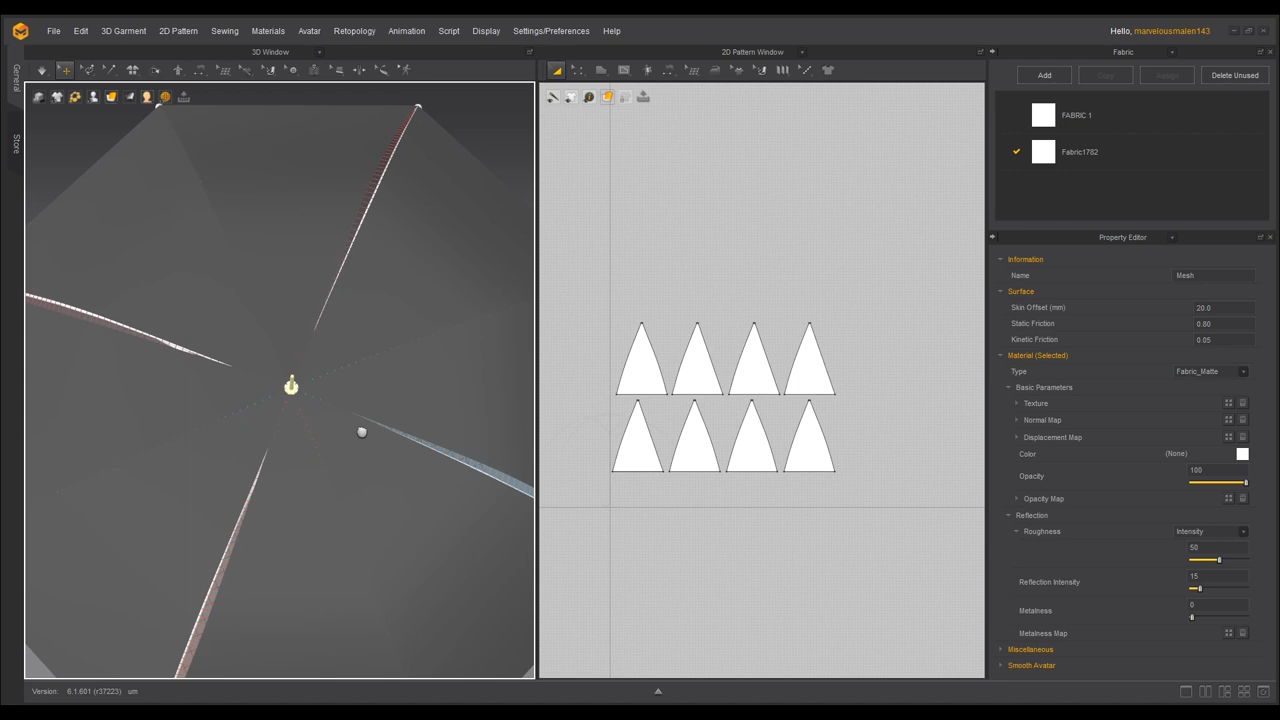 File Edit 3D Garment 2D Pattern Sewing Materials Avatar Retopology Animation Script Display Settings/Preferences Help Hello, marvelousmalen143
3D Window 2D Pattern Window Fabric
General
Store
Add Copy Assign Delete Unused
FABRIC 1
Fabric1782
Property Editor
Information
Name Mesh
Surface
Skin Offset (mm) 20.0
Static Friction 0.80
Kinetic Friction 0.05
Material (Selected)
Type Fabric_Matte
Basic Parameters
Texture
Normal Map
Displacement Map
Color (None)
Opacity 100
Opacity Map
Reflection
Roughness Intensity
50
Reflection Intensity 15
Metalness 0
Metalness Map
Miscellaneous
Smooth Avatar
Version: 6.1.601 (r37223) um